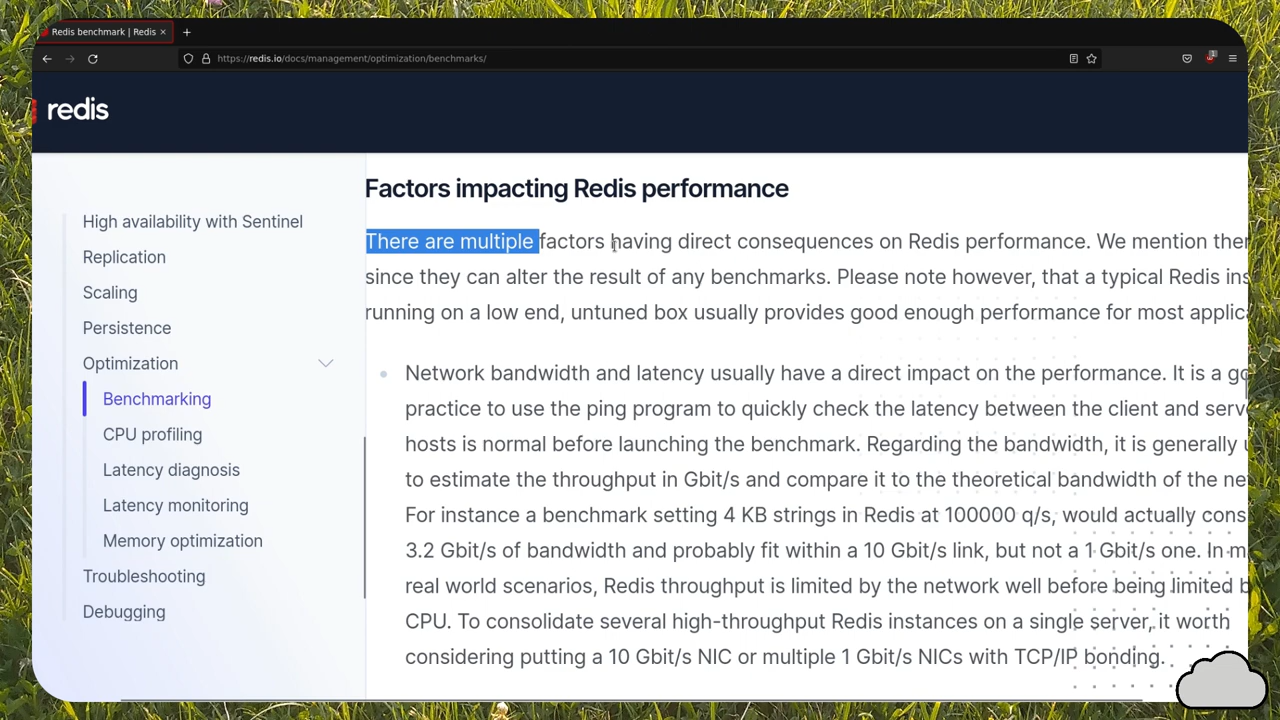 Redis benchmark | Redis
https://redis.io/docs/management/optimization/benchmarks/
1
redis
High availability with Sentinel
Replication
Scaling
Persistence
Optimization
Benchmarking
CPU profiling
Latency diagnosis
Latency monitoring
Memory optimization
Troubleshooting
Debugging
Factors impacting Redis performance
There are multiple factors having direct consequences on Redis performance. We mention
since they can alter the result of any benchmarks. Please note however, that a typical Redis
running on a low end, untuned box usually provides good enough performance for most
Network bandwidth and latency usually have a direct impact on the performance. It is a
practice to use the ping program to quickly check the latency between the client and
hosts is normal before launching the benchmark. Regarding the bandwidth, it is generally
to estimate the throughput in Gbit/s and compare it to the theoretical bandwidth of the
For instance a benchmark setting 4 KB strings in Redis at 100000 q/s, would actually
3.2 Gbit/s of bandwidth and probably fit within a 10 Gbit/s link, but not a 1 Gbit/s one. In
real world scenarios, Redis throughput is limited by the network well before being limited
CPU. To consolidate several high-throughput Redis instances on a single server, it worth
considering putting a 10 Gbit/s NIC or multiple 1 Gbit/s NICs with TCP/IP bonding.